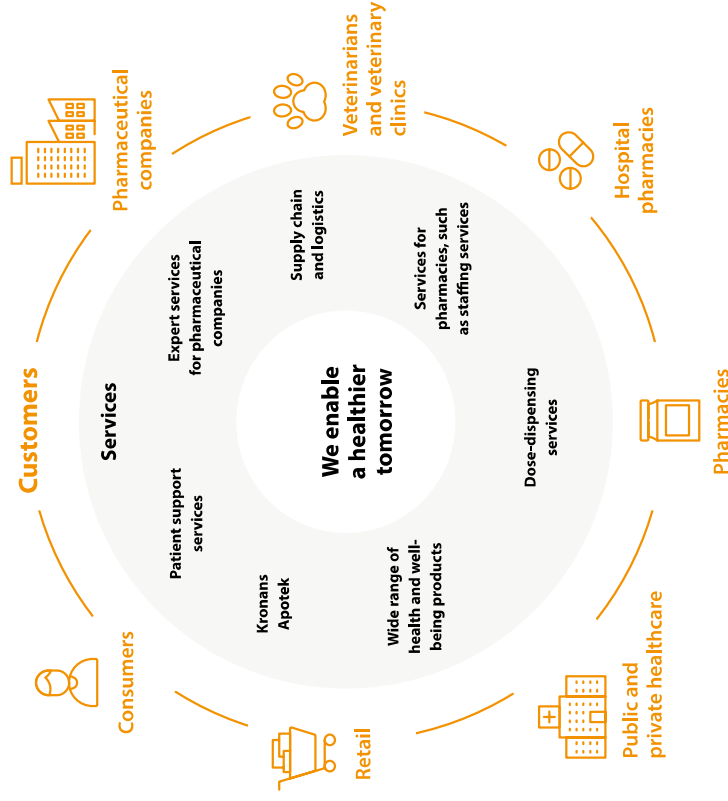 Customers
Pharmaceutical
companies
Veterinarians
and veterinary
clinics
Hospital
pharmacies
Pharmacies
Public and
private healthcare
Retail
Consumers
Services
Expert services
for pharmaceutical
companies
Supply chain
and logistics
Services for
pharmacies, such
as staffing services
Dose-dispensing
services
Wide range of
health and well-
being products
Kronans
Apotek
Patient support
services
We enable
a healthier
tomorrow